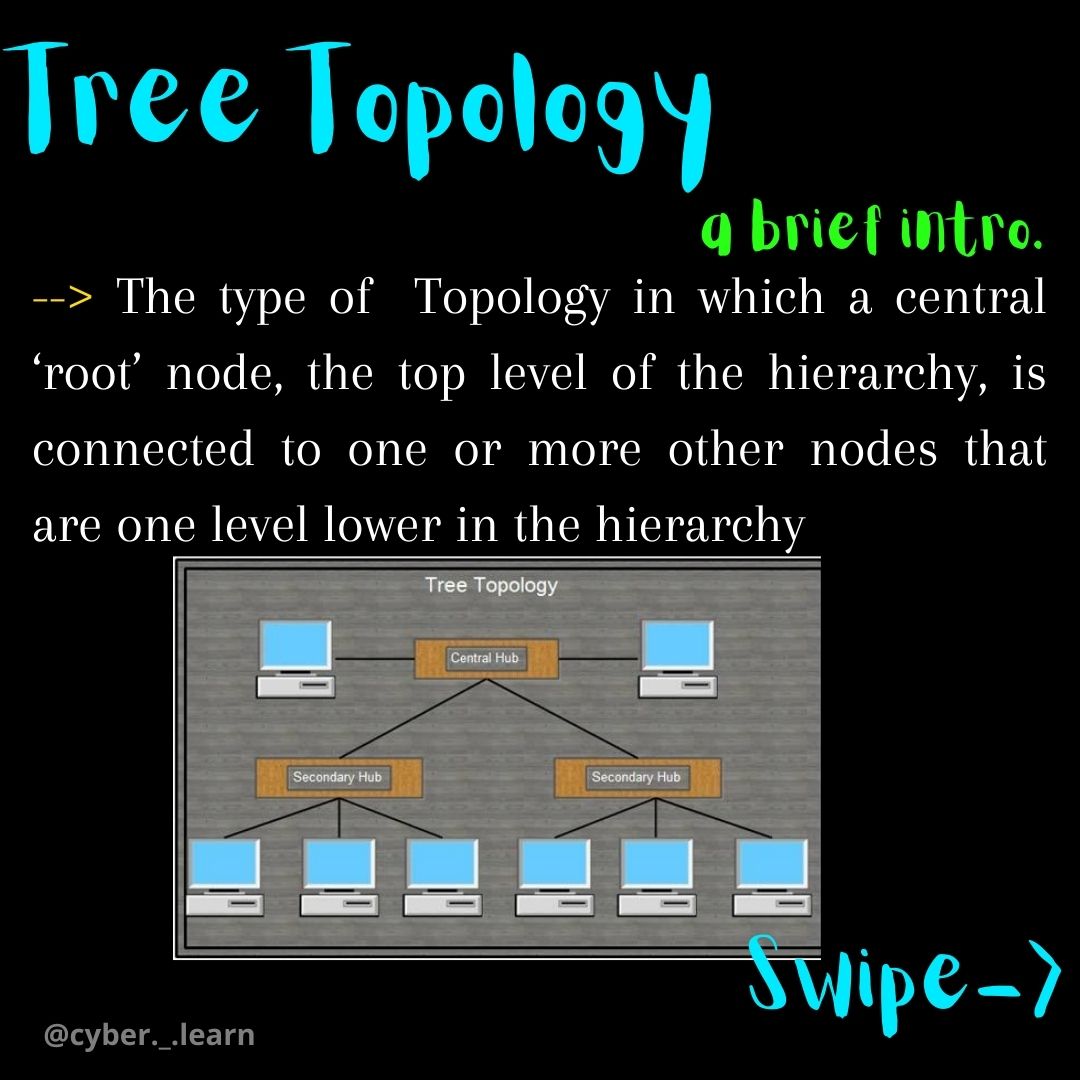 Tree Topology
a brief intro.
--> The type of Topology in which a central
‘root’ node, the top level of the hierarchy, is
connected to one or more other nodes that
are one level lower in the hierarchy
Tree Topology
Central Hub
Secondary Hub
Secondary Hub
Swipe->
@cyber._.learn